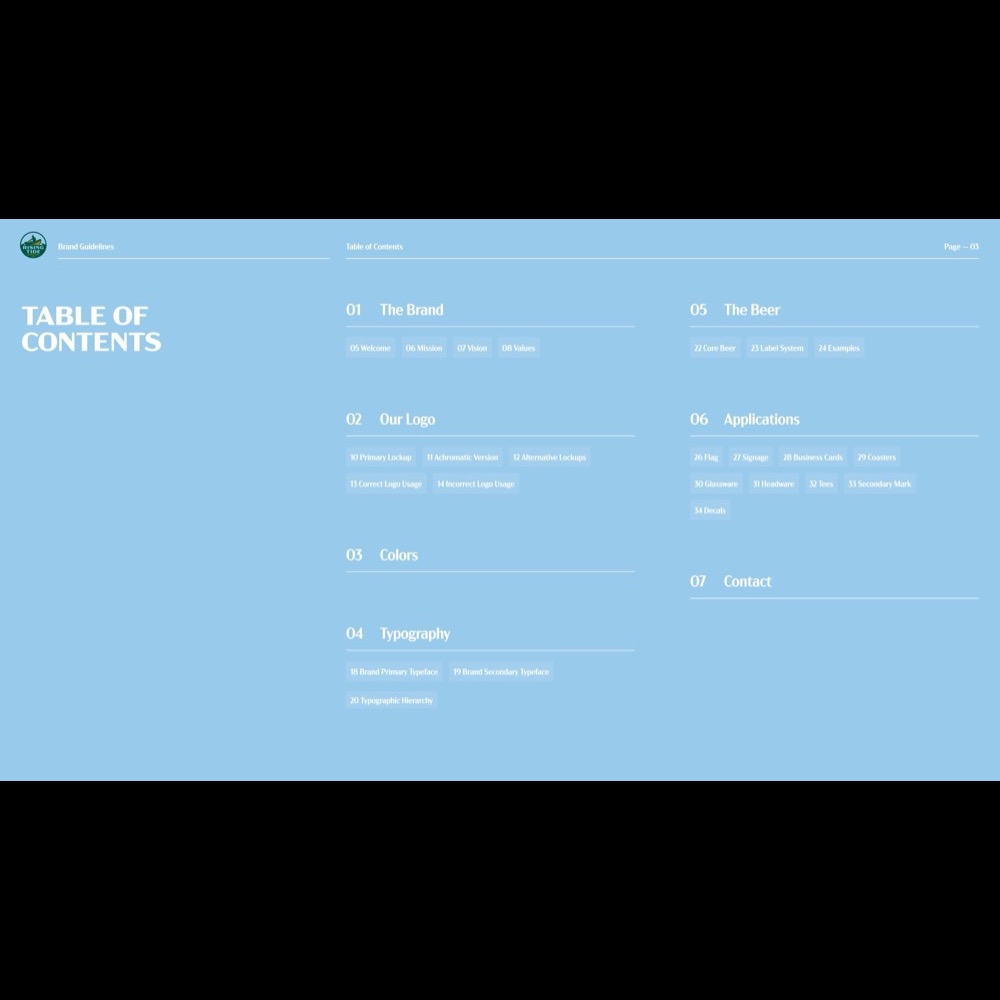 RISING
TIDE
Brand Guidelines
Table of Contents
Page — 03
TABLE OF
CONTENTS
01 The Brand
05 Welcome 06 Mission 07 Vision 08 Values
02 Our Logo
10 Primary Lockup 11 Achromatic Version 12 Alternative Lockups
13 Correct Logo Usage 14 Incorrect Logo Usage
03 Colors
04 Typography
18 Brand Primary Typeface 19 Brand Secondary Typeface
20 Typographic Hierarchy
05 The Beer
22 Core Beer 23 Label System 24 Examples
06 Applications
26 Flag 27 Signage 28 Business Cards 29 Coasters
30 Glassware 31 Headware 32 Tees 33 Secondary Mark
34 Decals
07 Contact